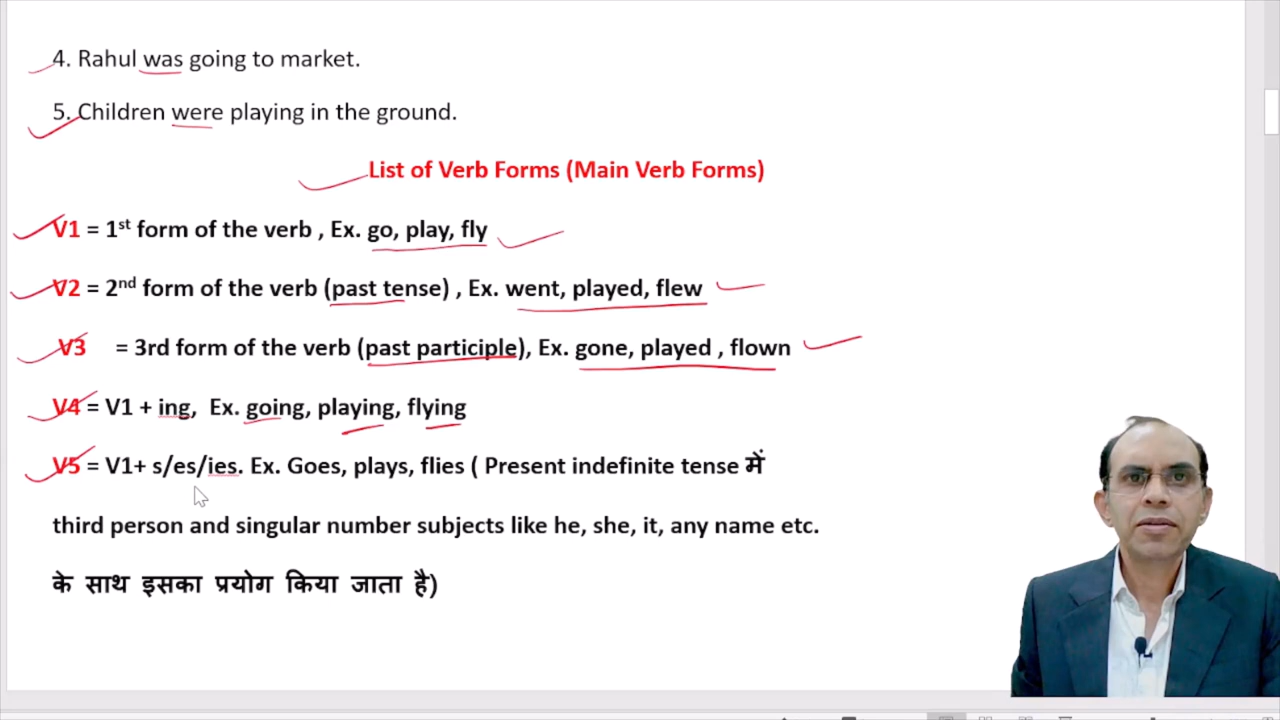 4. Rahul was going to market.
5. Children were playing in the ground.
List of Verb Forms (Main Verb Forms)
V1 = 1st form of the verb , Ex. go, play, fly
V2 = 2nd form of the verb (past tense) , Ex. went, played, flew
V3 = 3rd form of the verb (past participle), Ex. gone, played , flown
V4 = V1 + ing, Ex. going, playing, flying
V5 = V1+ s/es/ies. Ex. Goes, plays, flies ( Present indefinite tense में
third person and singular number subjects like he, she, it, any name etc.
के साथ इसका प्रयोग किया जाता है)